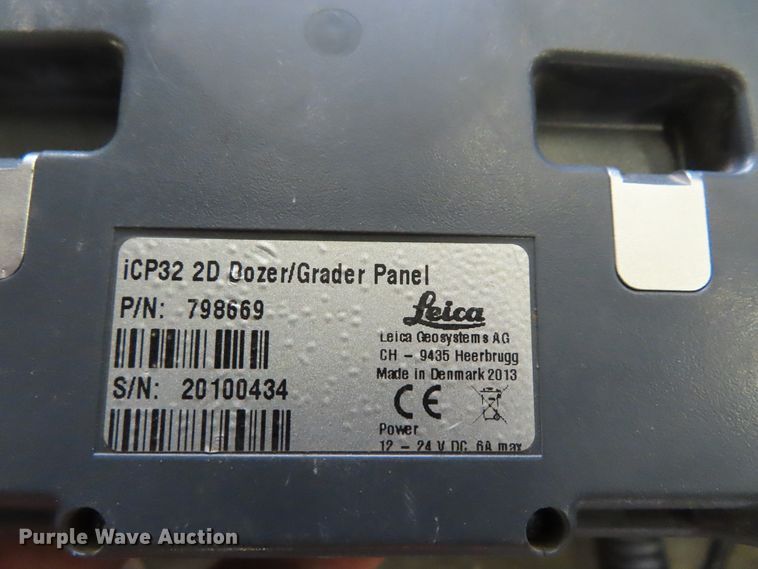 iCP32 2D Dozer/Grader Panel
P/N: 798669
S/N: 20100434
Leica
Leica Geosystems AG
CH - 9435 Heerbrugg
Made in Denmark 2013
CE
Power
12 - 24 V DC, 6A max
Purple Wave Auction